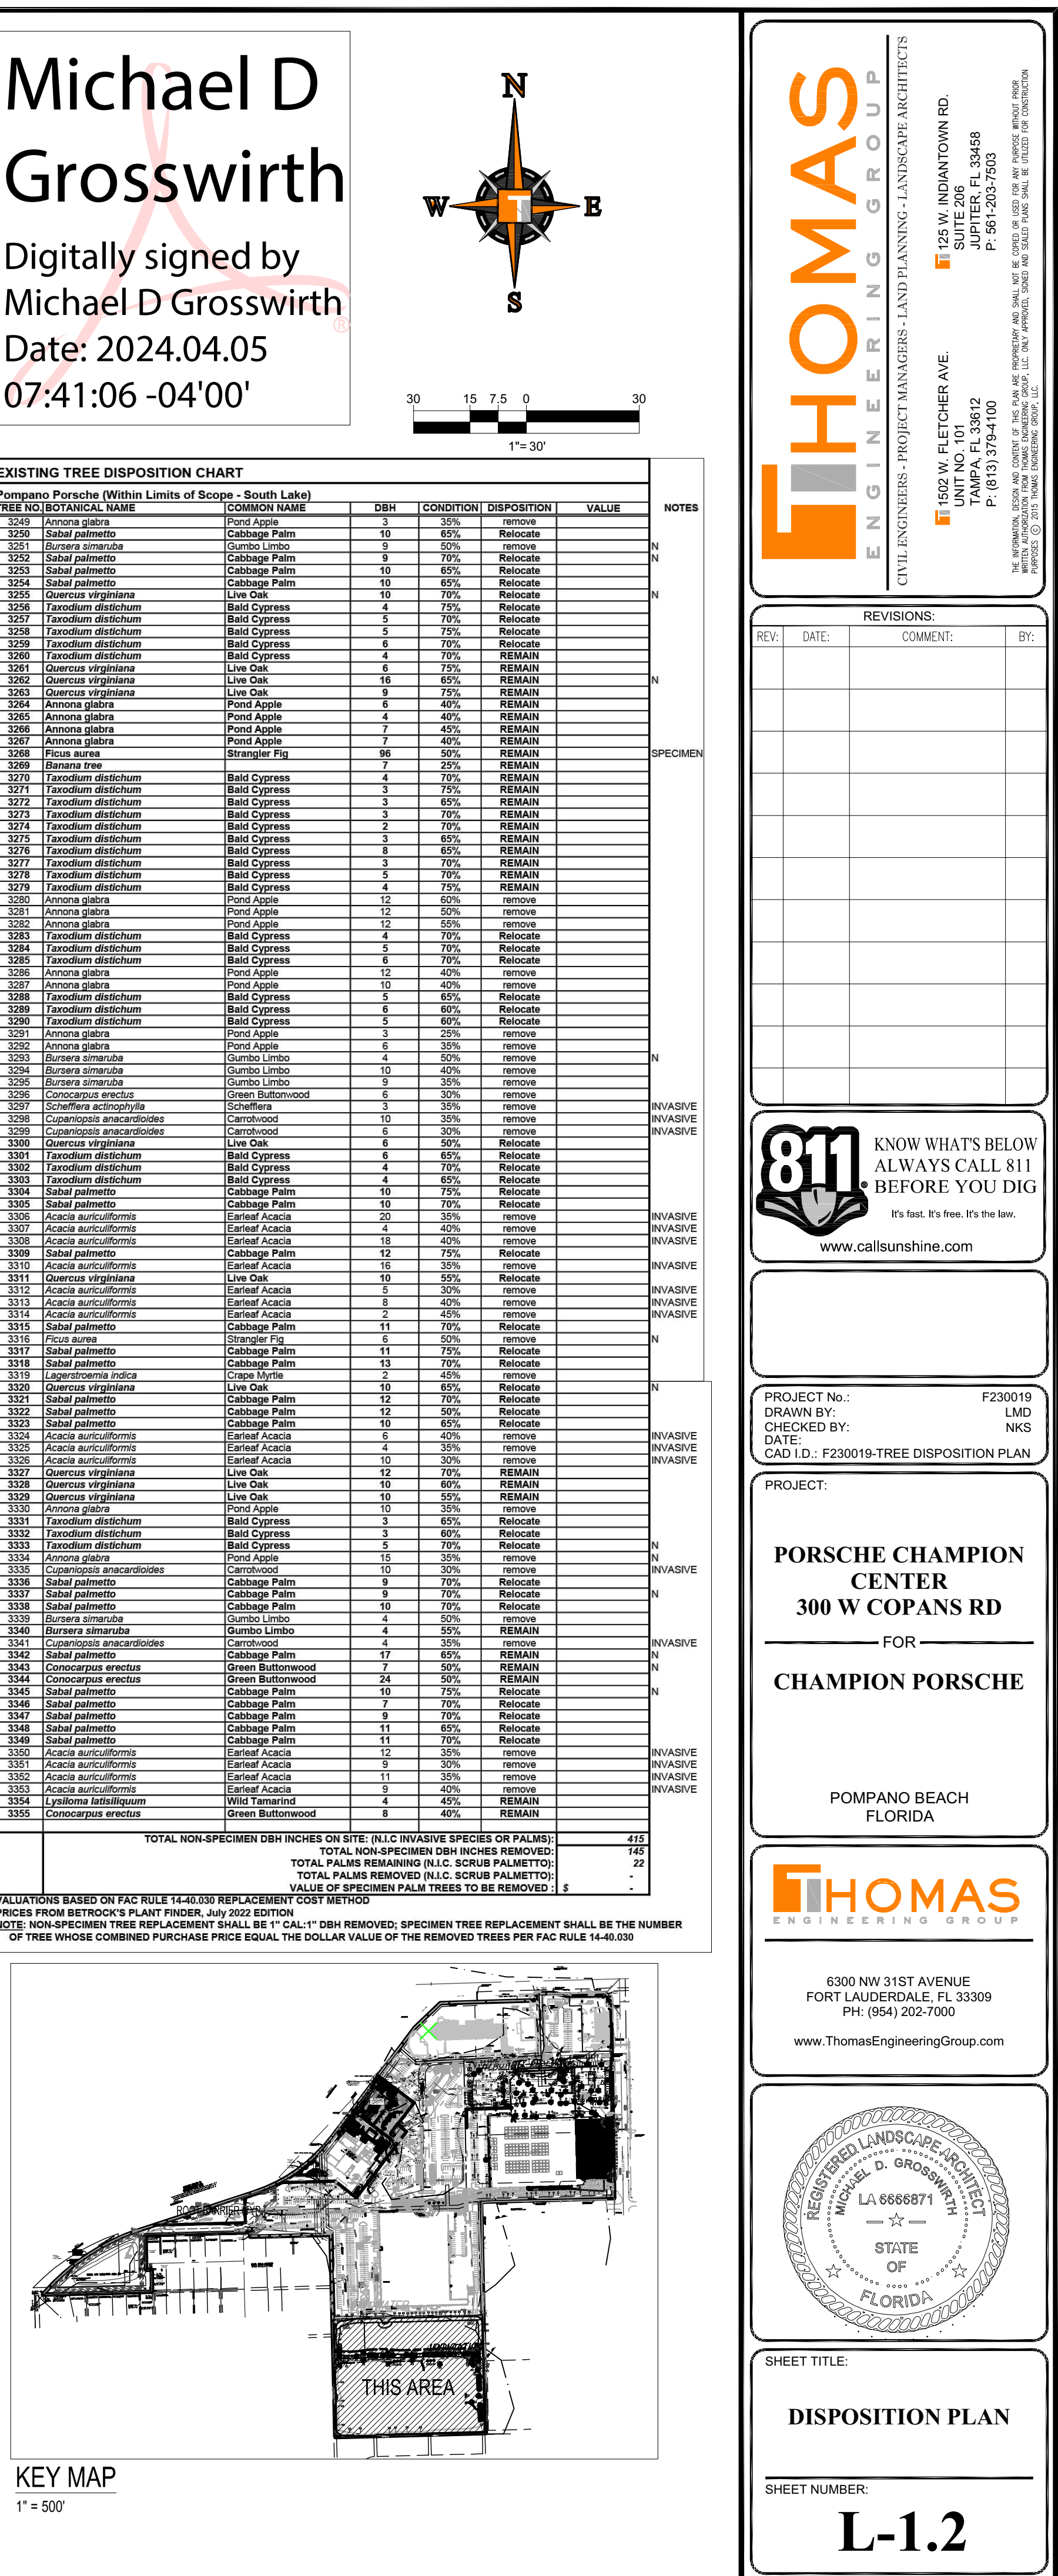 Michael D
Grosswirth
Digitally signed by
Michael D Grosswirth
Date: 2024.04.05
07:41:06 -04'00'
N
W E
S
30 15 7.5 0 30
1"= 30'
EXISTING TREE DISPOSITION CHART
Pompano Porsche (Within Limits of Scope - South Lake)
TREE NO. BOTANICAL NAME COMMON NAME DBH CONDITION DISPOSITION VALUE NOTES
3249 Annona glabra Pond Apple 3 35% remove
3250 Sabal palmetto Cabbage Palm 10 65% Relocate
3251 Bursera simaruba Gumbo Limbo 9 50% remove N
3252 Sabal palmetto Cabbage Palm 9 70% Relocate N
3253 Sabal palmetto Cabbage Palm 10 65% Relocate
3254 Sabal palmetto Cabbage Palm 10 65% Relocate
3255 Quercus virginiana Live Oak 10 70% Relocate N
3256 Taxodium distichum Bald Cypress 4 75% Relocate
3257 Taxodium distichum Bald Cypress 5 70% Relocate
3258 Taxodium distichum Bald Cypress 5 75% Relocate
3259 Taxodium distichum Bald Cypress 6 70% Relocate
3260 Taxodium distichum Bald Cypress 4 70% REMAIN
3261 Quercus virginiana Live Oak 6 75% REMAIN
3262 Quercus virginiana Live Oak 16 65% REMAIN N
3263 Quercus virginiana Live Oak 9 75% REMAIN
3264 Annona glabra Pond Apple 6 40% REMAIN
3265 Annona glabra Pond Apple 4 40% REMAIN
3266 Annona glabra Pond Apple 7 45% REMAIN
3267 Annona glabra Pond Apple 7 40% REMAIN
3268 Ficus aurea Strangler Fig 96 50% REMAIN SPECIMEN
3269 Banana tree 7 25% REMAIN
3270 Taxodium distichum Bald Cypress 4 70% REMAIN
3271 Taxodium distichum Bald Cypress 3 75% REMAIN
3272 Taxodium distichum Bald Cypress 3 65% REMAIN
3273 Taxodium distichum Bald Cypress 3 70% REMAIN
3274 Taxodium distichum Bald Cypress 2 70% REMAIN
3275 Taxodium distichum Bald Cypress 3 65% REMAIN
3276 Taxodium distichum Bald Cypress 8 65% REMAIN
3277 Taxodium distichum Bald Cypress 3 70% REMAIN
3278 Taxodium distichum Bald Cypress 5 70% REMAIN
3279 Taxodium distichum Bald Cypress 4 75% REMAIN
3280 Annona glabra Pond Apple 12 60% remove
3281 Annona glabra Pond Apple 12 50% remove
3282 Annona glabra Pond Apple 12 55% remove
3283 Taxodium distichum Bald Cypress 4 70% Relocate
3284 Taxodium distichum Bald Cypress 5 70% Relocate
3285 Taxodium distichum Bald Cypress 6 70% Relocate
3286 Annona glabra Pond Apple 12 40% remove
3287 Annona glabra Pond Apple 10 40% remove
3288 Taxodium distichum Bald Cypress 5 65% Relocate
3289 Taxodium distichum Bald Cypress 6 60% Relocate
3290 Taxodium distichum Bald Cypress 5 60% Relocate
3291 Annona glabra Pond Apple 3 25% remove
3292 Annona glabra Pond Apple 6 35% remove
3293 Bursera simaruba Gumbo Limbo 4 50% remove N
3294 Bursera simaruba Gumbo Limbo 10 40% remove
3295 Bursera simaruba Gumbo Limbo 9 35% remove
3296 Conocarpus erectus Green Buttonwood 6 30% remove
3297 Schefflera actinophylla Schefflera 3 35% remove INVASIVE
3298 Cupaniopsis anacardioides Carrotwood 10 35% remove INVASIVE
3299 Cupaniopsis anacardioides Carrotwood 6 30% remove INVASIVE
3300 Quercus virginiana Live Oak 6 50% Relocate
3301 Taxodium distichum Bald Cypress 6 65% Relocate
3302 Taxodium distichum Bald Cypress 4 70% Relocate
3303 Taxodium distichum Bald Cypress 4 65% Relocate
3304 Sabal palmetto Cabbage Palm 10 75% Relocate
3305 Sabal palmetto Cabbage Palm 10 70% Relocate
3306 Acacia auriculiformis Earleaf Acacia 20 35% remove INVASIVE
3307 Acacia auriculiformis Earleaf Acacia 4 40% remove INVASIVE
3308 Acacia auriculiformis Earleaf Acacia 18 40% remove INVASIVE
3309 Sabal palmetto Cabbage Palm 12 75% Relocate
3310 Acacia auriculiformis Earleaf Acacia 16 35% remove INVASIVE
3311 Quercus virginiana Live Oak 10 55% Relocate
3312 Acacia auriculiformis Earleaf Acacia 5 30% remove INVASIVE
3313 Acacia auriculiformis Earleaf Acacia 8 40% remove INVASIVE
3314 Acacia auriculiformis Earleaf Acacia 2 45% remove INVASIVE
3315 Sabal palmetto Cabbage Palm 11 70% Relocate
3316 Ficus aurea Strangler Fig 6 50% remove N
3317 Sabal palmetto Cabbage Palm 11 75% Relocate
3318 Sabal palmetto Cabbage Palm 13 70% Relocate
3319 Lagerstroemia indica Crape Myrtle 2 45% remove
3320 Quercus virginiana Live Oak 10 65% Relocate N
3321 Sabal palmetto Cabbage Palm 12 70% Relocate
3322 Sabal palmetto Cabbage Palm 12 50% Relocate
3323 Sabal palmetto Cabbage Palm 10 65% Relocate
3324 Acacia auriculiformis Earleaf Acacia 6 40% remove INVASIVE
3325 Acacia auriculiformis Earleaf Acacia 4 35% remove INVASIVE
3326 Acacia auriculiformis Earleaf Acacia 10 30% remove INVASIVE
3327 Quercus virginiana Live Oak 12 70% REMAIN
3328 Quercus virginiana Live Oak 10 60% REMAIN
3329 Quercus virginiana Live Oak 10 55% REMAIN
3330 Annona glabra Pond Apple 10 35% remove
3331 Taxodium distichum Bald Cypress 3 65% Relocate
3332 Taxodium distichum Bald Cypress 3 60% Relocate
3333 Taxodium distichum Bald Cypress 5 70% Relocate N
3334 Annona glabra Pond Apple 15 35% remove N
3335 Cupaniopsis anacardioides Carrotwood 10 30% remove INVASIVE
3336 Sabal palmetto Cabbage Palm 9 70% Relocate
3337 Sabal palmetto Cabbage Palm 9 70% Relocate N
3338 Sabal palmetto Cabbage Palm 10 70% Relocate
3339 Bursera simaruba Gumbo Limbo 4 50% remove
3340 Bursera simaruba Gumbo Limbo 4 55% REMAIN
3341 Cupaniopsis anacardioides Carrotwood 4 35% remove INVASIVE
3342 Sabal palmetto Cabbage Palm 17 65% REMAIN N
3343 Conocarpus erectus Green Buttonwood 7 50% REMAIN N
3344 Conocarpus erectus Green Buttonwood 24 50% REMAIN
3345 Sabal palmetto Cabbage Palm 10 75% Relocate N
3346 Sabal palmetto Cabbage Palm 7 70% Relocate
3347 Sabal palmetto Cabbage Palm 9 70% Relocate
3348 Sabal palmetto Cabbage Palm 11 65% Relocate
3349 Sabal palmetto Cabbage Palm 11 70% Relocate
3350 Acacia auriculiformis Earleaf Acacia 12 35% remove INVASIVE
3351 Acacia auriculiformis Earleaf Acacia 9 30% remove INVASIVE
3352 Acacia auriculiformis Earleaf Acacia 11 35% remove INVASIVE
3353 Acacia auriculiformis Earleaf Acacia 9 40% remove INVASIVE
3354 Lysiloma latisiliquum Wild Tamarind 4 45% REMAIN
3355 Conocarpus erectus Green Buttonwood 8 40% REMAIN
TOTAL NON-SPECIMEN DBH INCHES ON SITE: (N.I.C INVASIVE SPECIES OR PALMS): 415
TOTAL NON-SPECIMEN DBH INCHES REMOVED: 145
TOTAL PALMS REMAINING (N.I.C. SCRUB PALMETTO): 22
TOTAL PALMS REMOVED (N.I.C. SCRUB PALMETTO): -
VALUE OF SPECIMEN PALM TREES TO BE REMOVED : $ -
VALUATIONS BASED ON FAC RULE 14-40.030 REPLACEMENT COST METHOD
PRICES FROM BETROCK'S PLANT FINDER, July 2022 EDITION
NOTE: NON-SPECIMEN TREE REPLACEMENT SHALL BE 1" CAL:1" DBH REMOVED; SPECIMEN TREE REPLACEMENT SHALL BE THE NUMBER
OF TREE WHOSE COMBINED PURCHASE PRICE EQUAL THE DOLLAR VALUE OF THE REMOVED TREES PER FAC RULE 14-40.030
THIS AREA
KEY MAP
1" = 500'
THOMAS
ENGINEERING GROUP
CIVIL ENGINEERS - PROJECT MANAGERS - LAND PLANNING - LANDSCAPE ARCHITECTS
1502 W. FLETCHER AVE.
UNIT NO. 101
TAMPA, FL 33612
P: (813) 379-4100
125 W. INDIANTOWN RD.
SUITE 206
JUPITER, FL 33458
P: 561-203-7503
THE INFORMATION, DESIGN AND CONTENT OF THIS PLAN ARE PROPRIETARY AND SHALL NOT BE COPIED OR USED FOR ANY PURPOSE WITHOUT PRIOR
WRITTEN AUTHORIZATION FROM THOMAS ENGINEERING GROUP, LLC. ONLY APPROVED, SIGNED AND SEALED PLANS SHALL BE UTILIZED FOR CONSTRUCTION
PURPOSES © 2015 THOMAS ENGINEERING GROUP, LLC.
REVISIONS:
REV: DATE: COMMENT: BY:
811
KNOW WHAT'S BELOW
ALWAYS CALL 811
BEFORE YOU DIG
It's fast. It's free. It's the law.
www.callsunshine.com
PROJECT No.: F230019
DRAWN BY: LMD
CHECKED BY: NKS
DATE:
CAD I.D.: F230019-TREE DISPOSITION PLAN
PROJECT:
PORSCHE CHAMPION
CENTER
300 W COPANS RD
FOR
CHAMPION PORSCHE
POMPANO BEACH
FLORIDA
THOMAS
ENGINEERING GROUP
6300 NW 31ST AVENUE
FORT LAUDERDALE, FL 33309
PH: (954) 202-7000
www.ThomasEngineeringGroup.com
REGISTERED LANDSCAPE ARCHITECT
MICHAEL D. GROSSWIRTH
LA 6666871
STATE
OF
FLORIDA
SHEET TITLE:
DISPOSITION PLAN
SHEET NUMBER:
L-1.2